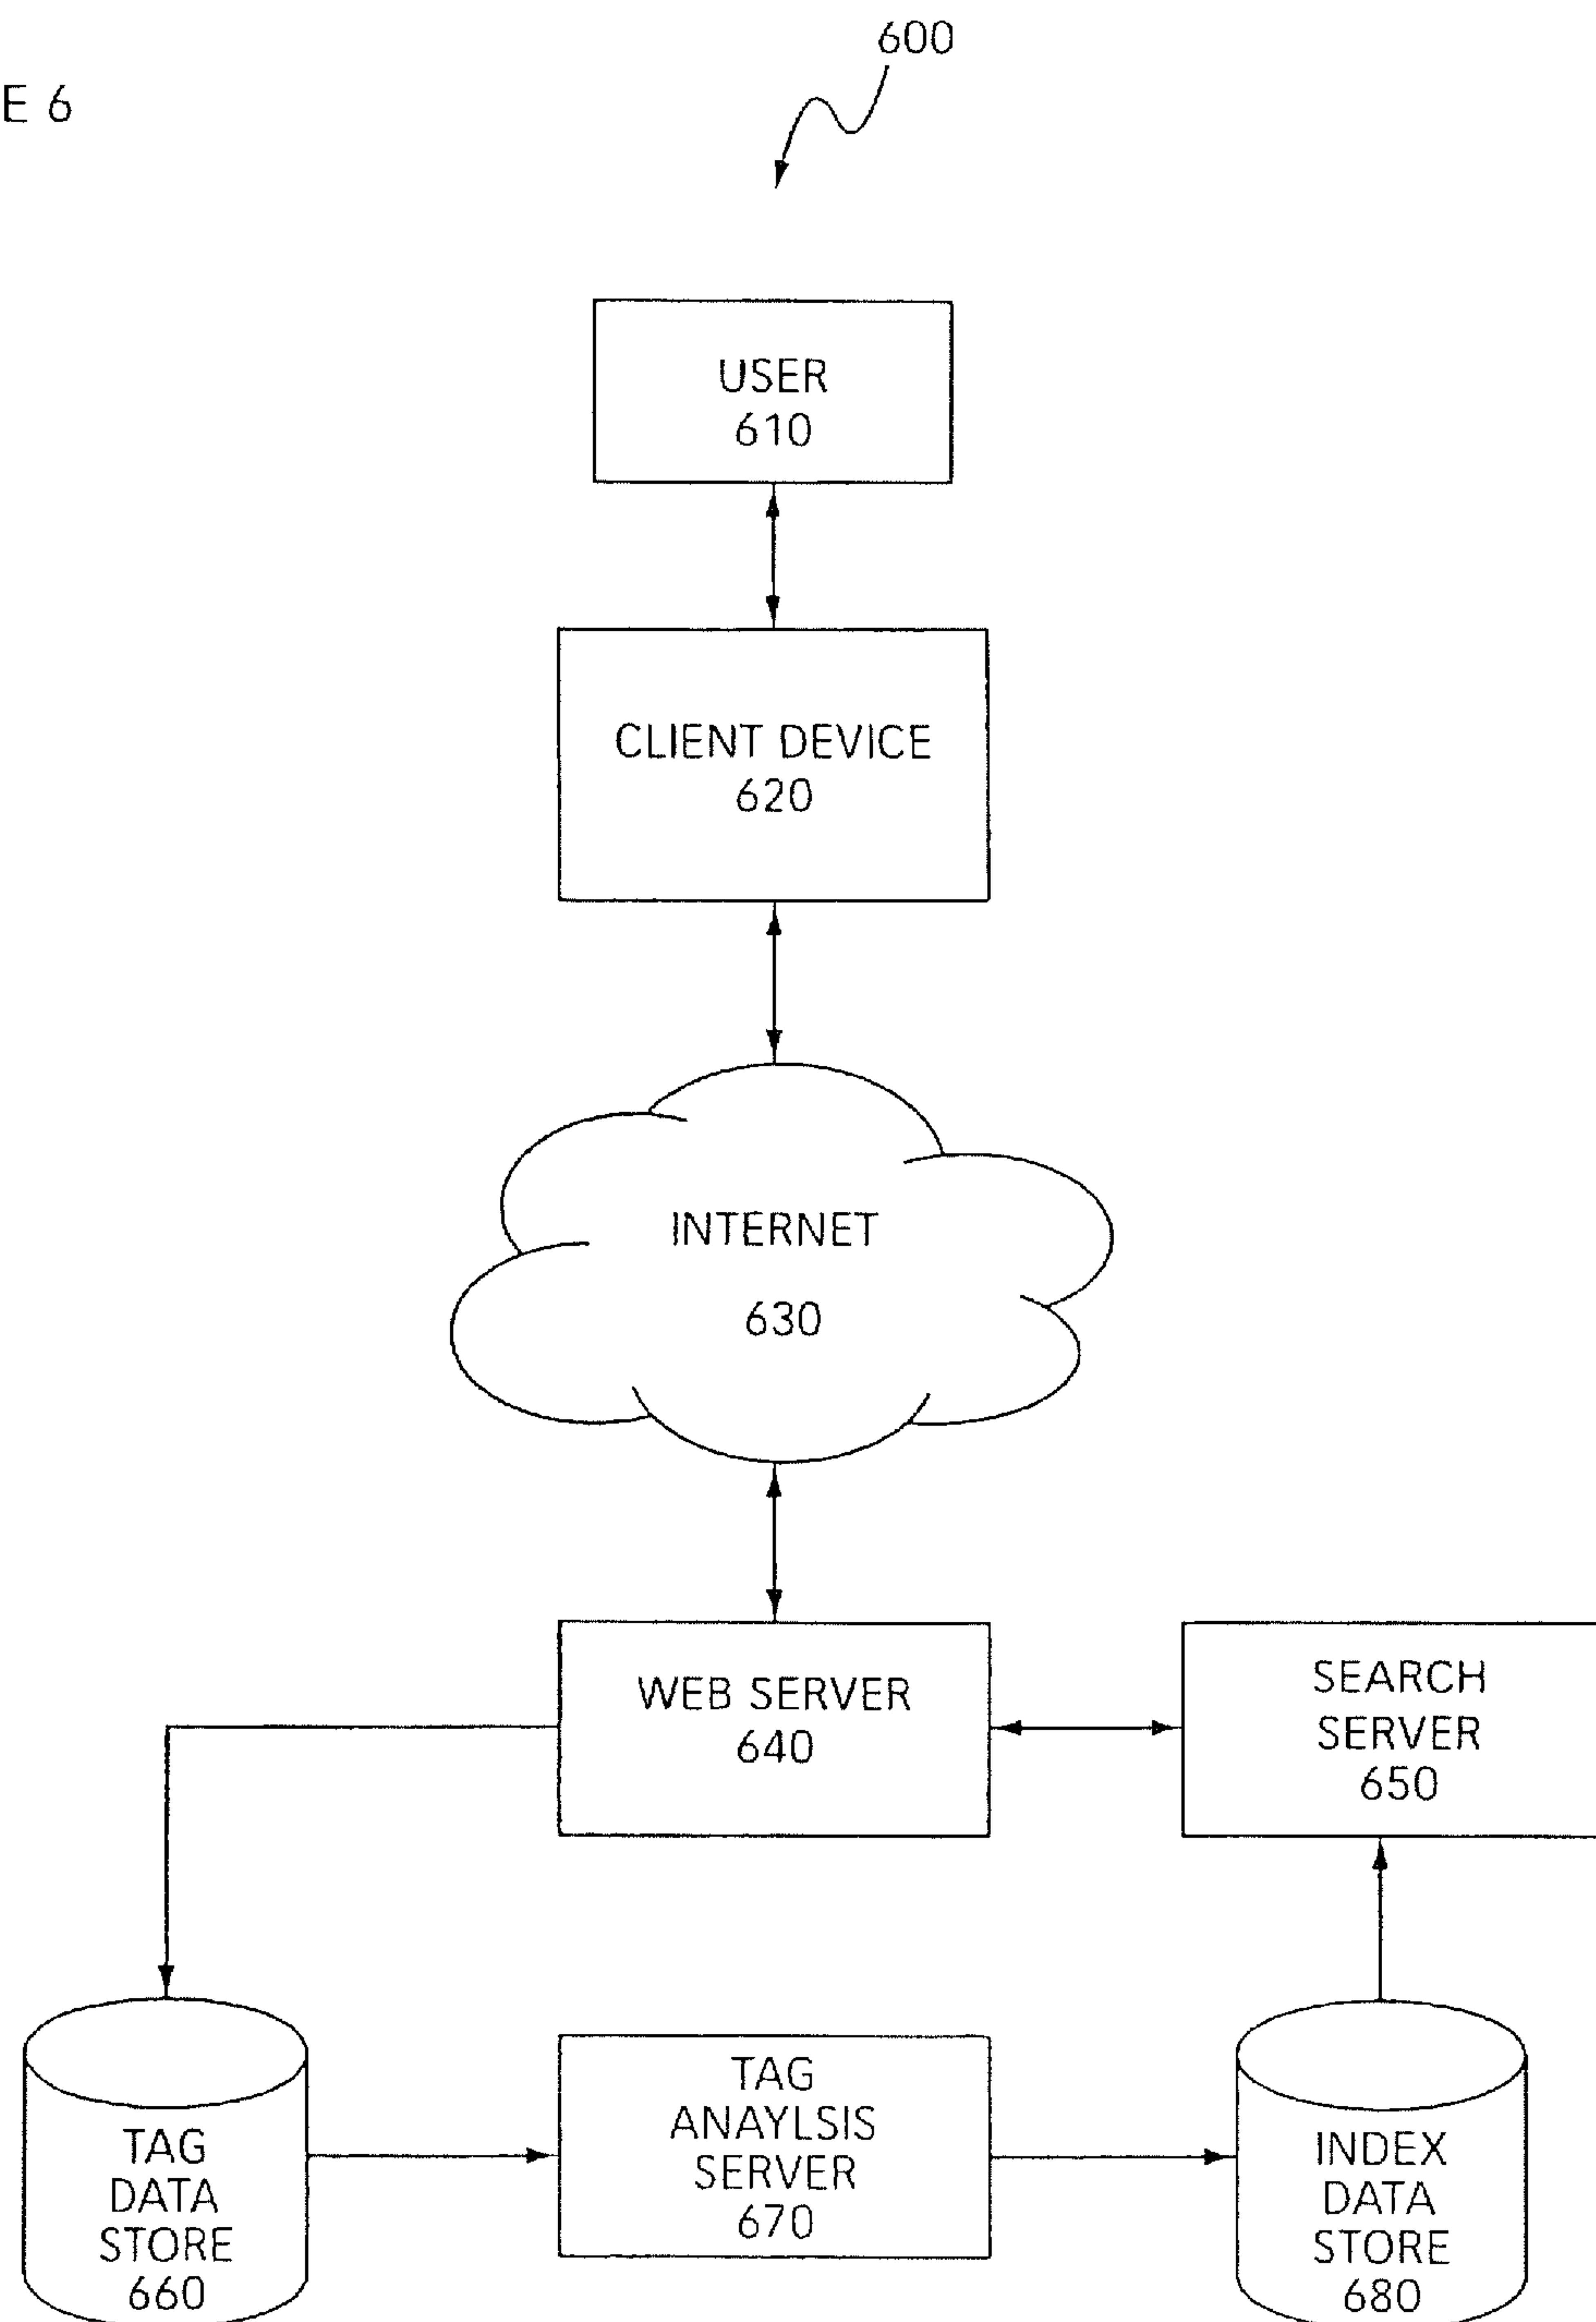 600
E 6
USER
610
CLIENT DEVICE
620
INTERNET
630
WEB SERVER
640
SEARCH
SERVER
650
TAG
DATA
STORE
660
TAG
ANAYLSIS
SERVER
670
INDEX
DATA
STORE
680